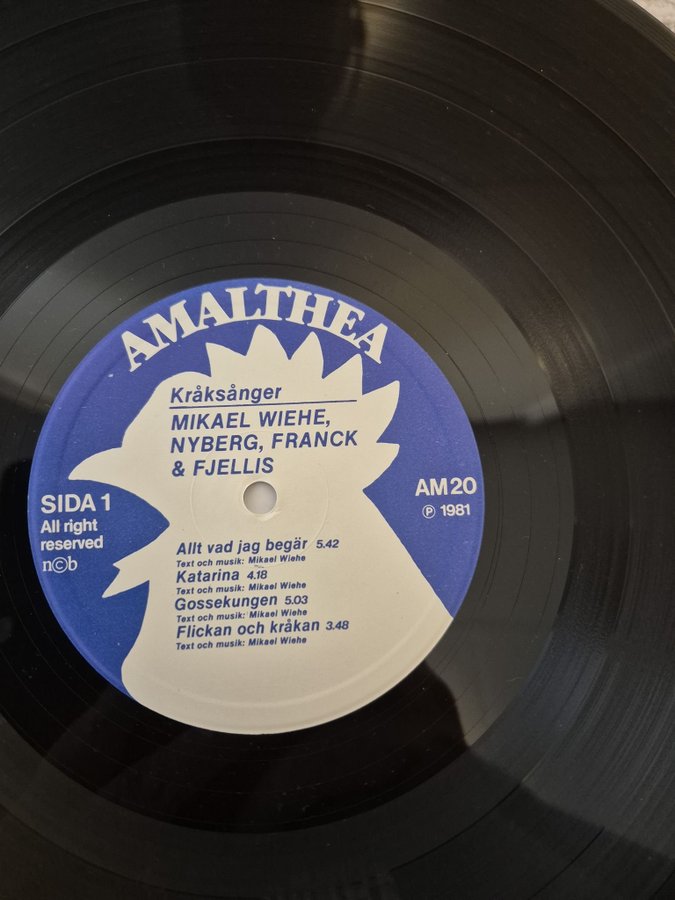 AMALTHEA
Kråksånger
MIKAEL WIEHE,
NYBERG, FRANCK
& FJELLIS
SIDA 1
All right
reserved
n©b
AM20
℗ 1981
Allt vad jag begär 5.42
Text och musik: Mikael Wiehe
Katarina 4.18
Text och musik: Mikael Wiehe
Gossekungen 5.03
Text och musik: Mikael Wiehe
Flickan och kråkan 3.48
Text och musik: Mikael Wiehe